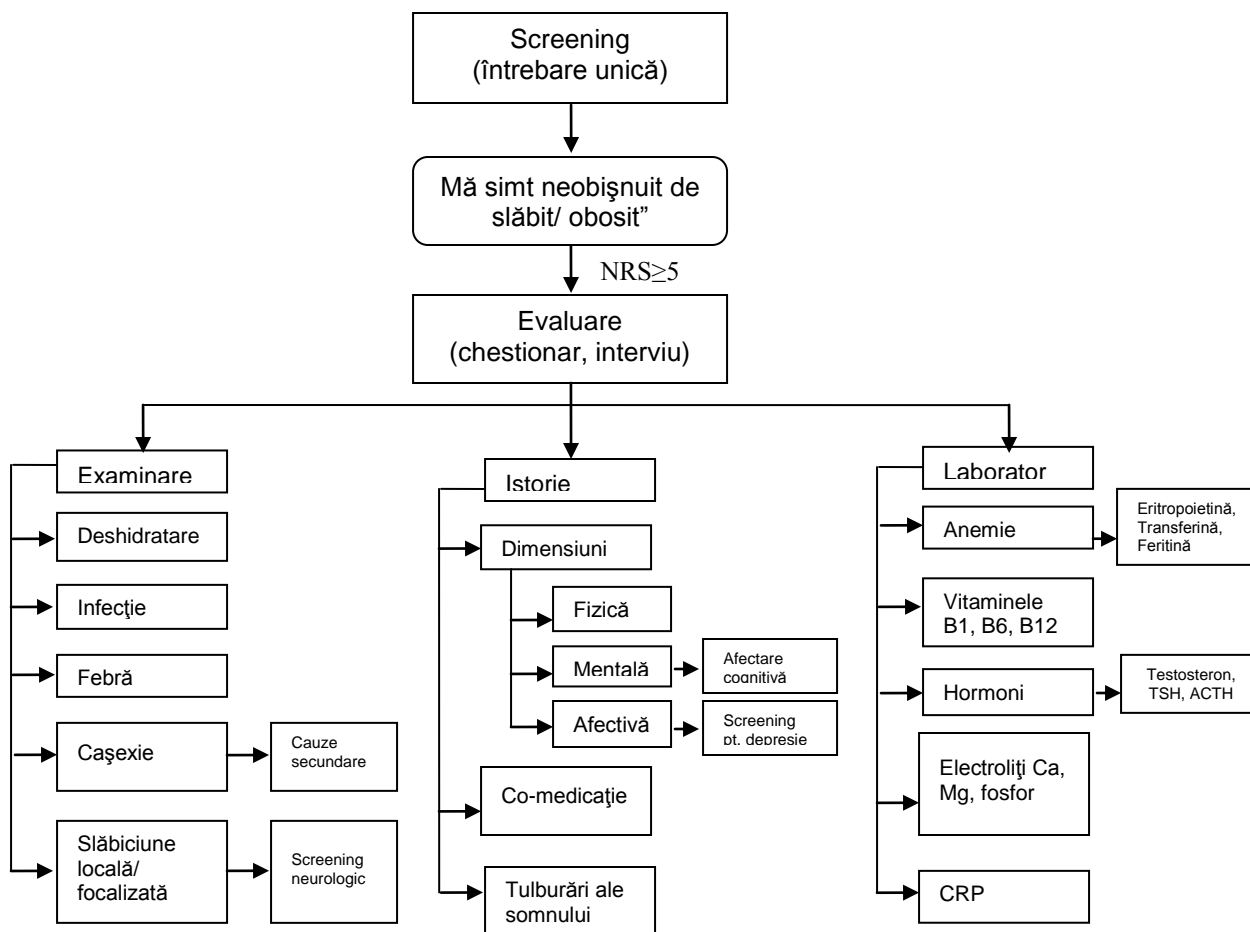 Screening
(întrebare unică)
Mă simt neobişnuit de
slăbit/ obosit”
NRS≥5
Evaluare
(chestionar, interviu)
Examinare
Deshidratare
Infecţie
Febră
Caşexie
Cauze
secundare
Slăbiciune
locală/
focalizată
Screening
neurologic
Istorie
Dimensiuni
Fizică
Mentală
Afectare
cognitivă
Afectivă
Screening
pt. depresie
Co-medicaţie
Tulburări ale
somnului
Laborator
Anemie
Eritropoietină,
Transferină,
Feritină
Vitaminele
B1, B6, B12
Hormoni
Testosteron,
TSH, ACTH
Electroliţi Ca,
Mg, fosfor
CRP